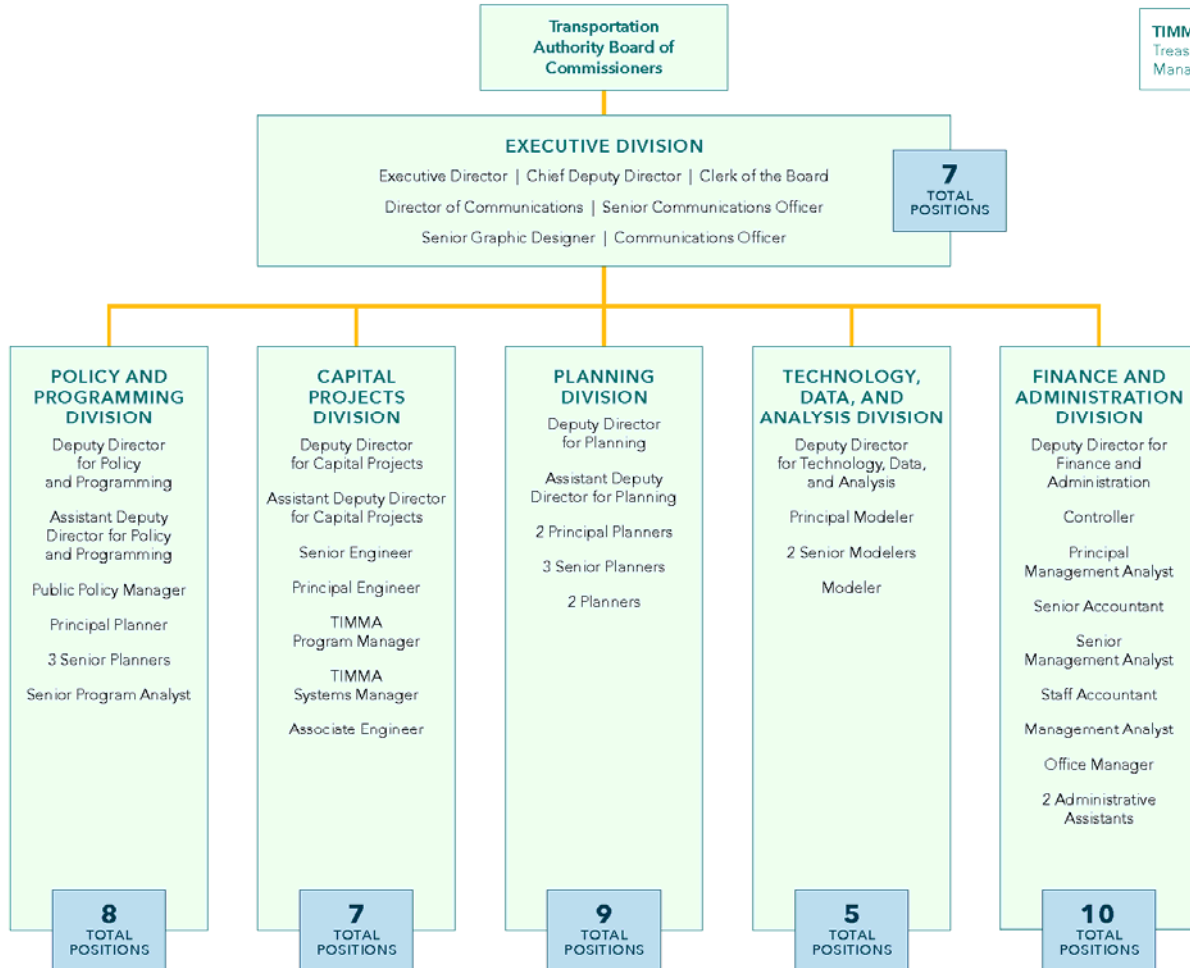 Transportation
Authority Board of
Commissioners
TIMM
Treas
Mana
EXECUTIVE DIVISION
Executive Director | Chief Deputy Director | Clerk of the Board
Director of Communications | Senior Communications Officer
Senior Graphic Designer | Communications Officer
7
TOTAL
POSITIONS
POLICY AND
PROGRAMMING
DIVISION
Deputy Director
for Policy
and Programming
Assistant Deputy
Director for Policy
and Programming
Public Policy Manager
Principal Planner
3 Senior Planners
Senior Program Analyst
8
TOTAL
POSITIONS
CAPITAL
PROJECTS
DIVISION
Deputy Director
for Capital Projects
Assistant Deputy Director
for Capital Projects
Senior Engineer
Principal Engineer
TIMMA
Program Manager
TIMMA
Systems Manager
Associate Engineer
7
TOTAL
POSITIONS
PLANNING
DIVISION
Deputy Director
for Planning
Assistant Deputy
Director for Planning
2 Principal Planners
3 Senior Planners
2 Planners
9
TOTAL
POSITIONS
TECHNOLOGY,
DATA, AND
ANALYSIS DIVISION
Deputy Director
for Technology, Data,
and Analysis
Principal Modeler
2 Senior Modelers
Modeler
5
TOTAL
POSITIONS
FINANCE AND
ADMINISTRATION
DIVISION
Deputy Director for
Finance and
Administration
Controller
Principal
Management Analyst
Senior Accountant
Senior
Management Analyst
Staff Accountant
Management Analyst
Office Manager
2 Administrative
Assistants
10
TOTAL
POSITIONS